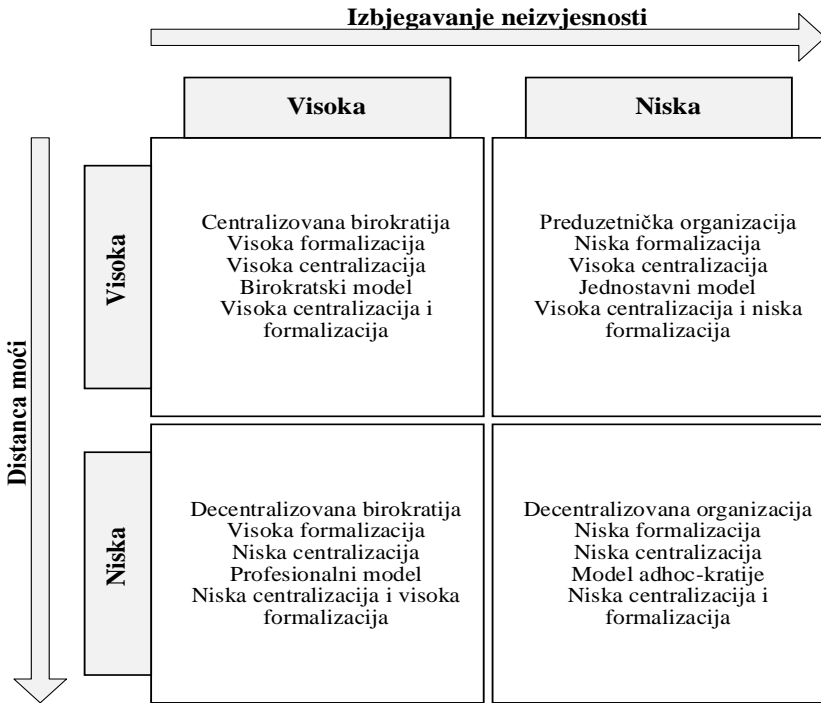 Izbjegavanje neizvjesnosti
Visoka
Niska
Distanca moći
Visoka
Centralizovana birokratija
Visoka formalizacija
Visoka centralizacija
Birokratski model
Visoka centralizacija i
formalizacija
Preduzetnička organizacija
Niska formalizacija
Visoka centralizacija
Jednostavni model
Visoka centralizacija i niska
formalizacija
Niska
Decentralizovana birokratija
Visoka formalizacija
Niska centralizacija
Profesionalni model
Niska centralizacija i visoka
formalizacija
Decentralizovana organizacija
Niska formalizacija
Niska centralizacija
Model adhoc-kratije
Niska centralizacija i
formalizacija